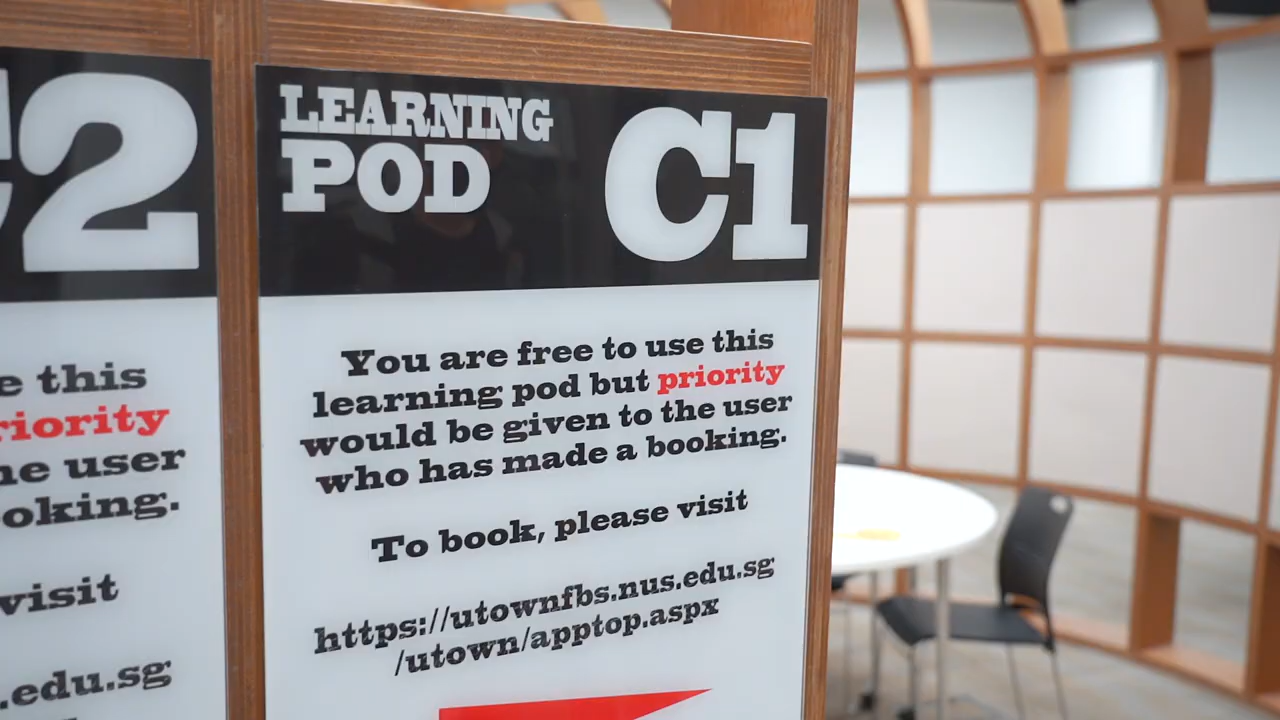 C2
e this
riority
he user
ooking.
visit
.edu.sg
LEARNING
POD
C1
You are free to use this
learning pod but priority
would be given to the user
who has made a booking.
To book, please visit
https://utownfbs.nus.edu.sg
/utown/apptop.aspx